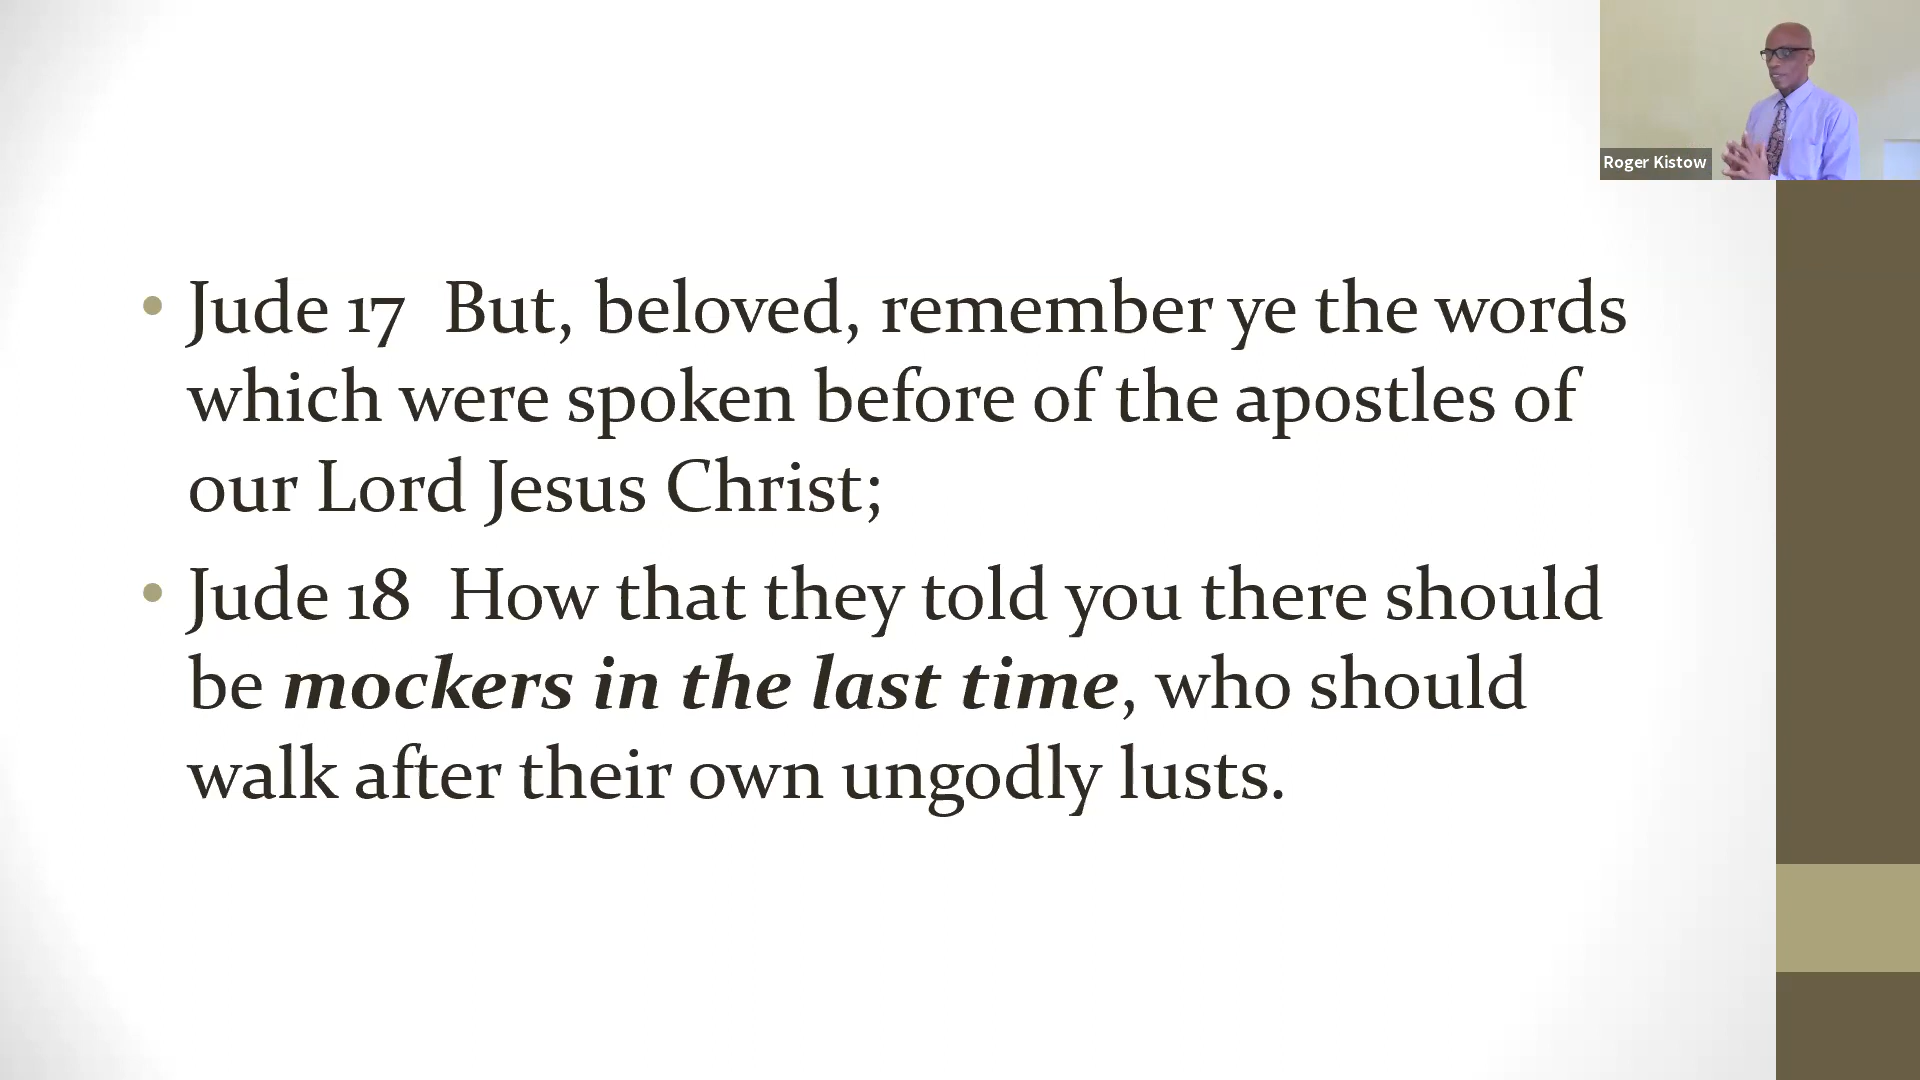 Roger Kistow
• Jude 17  But, beloved, remember ye the words
which were spoken before of the apostles of
our Lord Jesus Christ;
• Jude 18  How that they told you there should
be mockers in the last time, who should
walk after their own ungodly lusts.